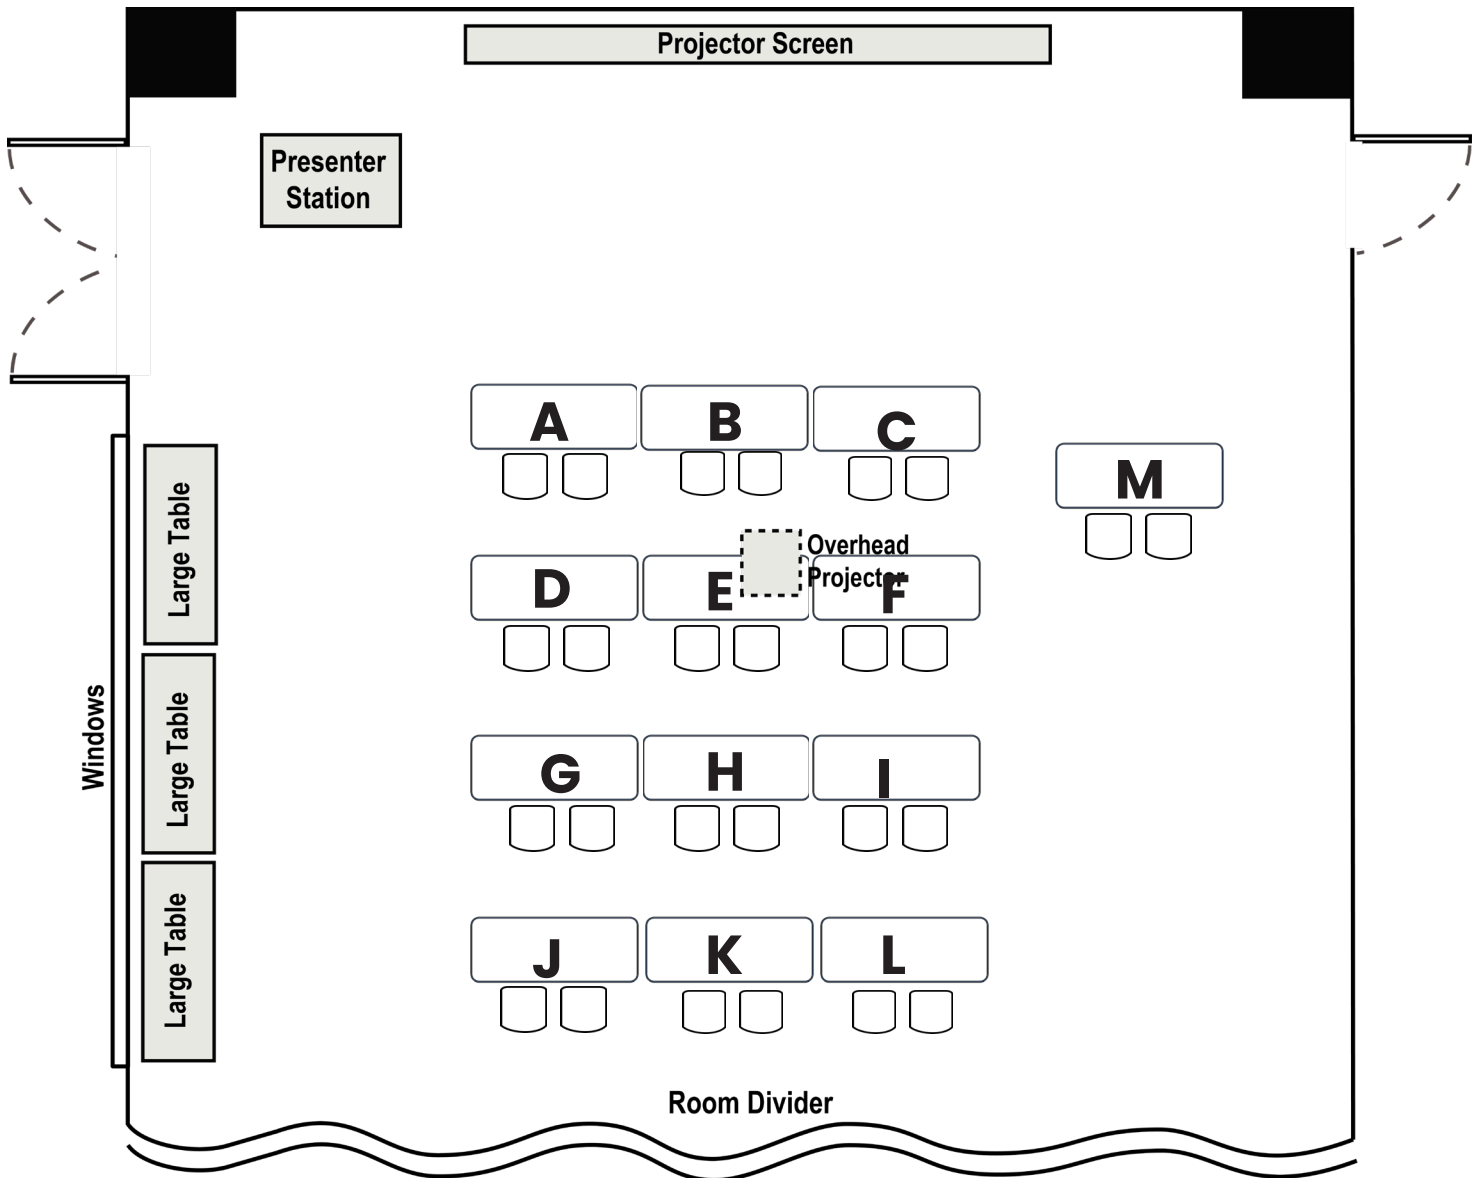 Projector Screen
Presenter
Station
A
B
C
M
Large Table
Overhead
Projector
D
E
F
Windows
Large Table
G
H
I
Large Table
J
K
L
Room Divider